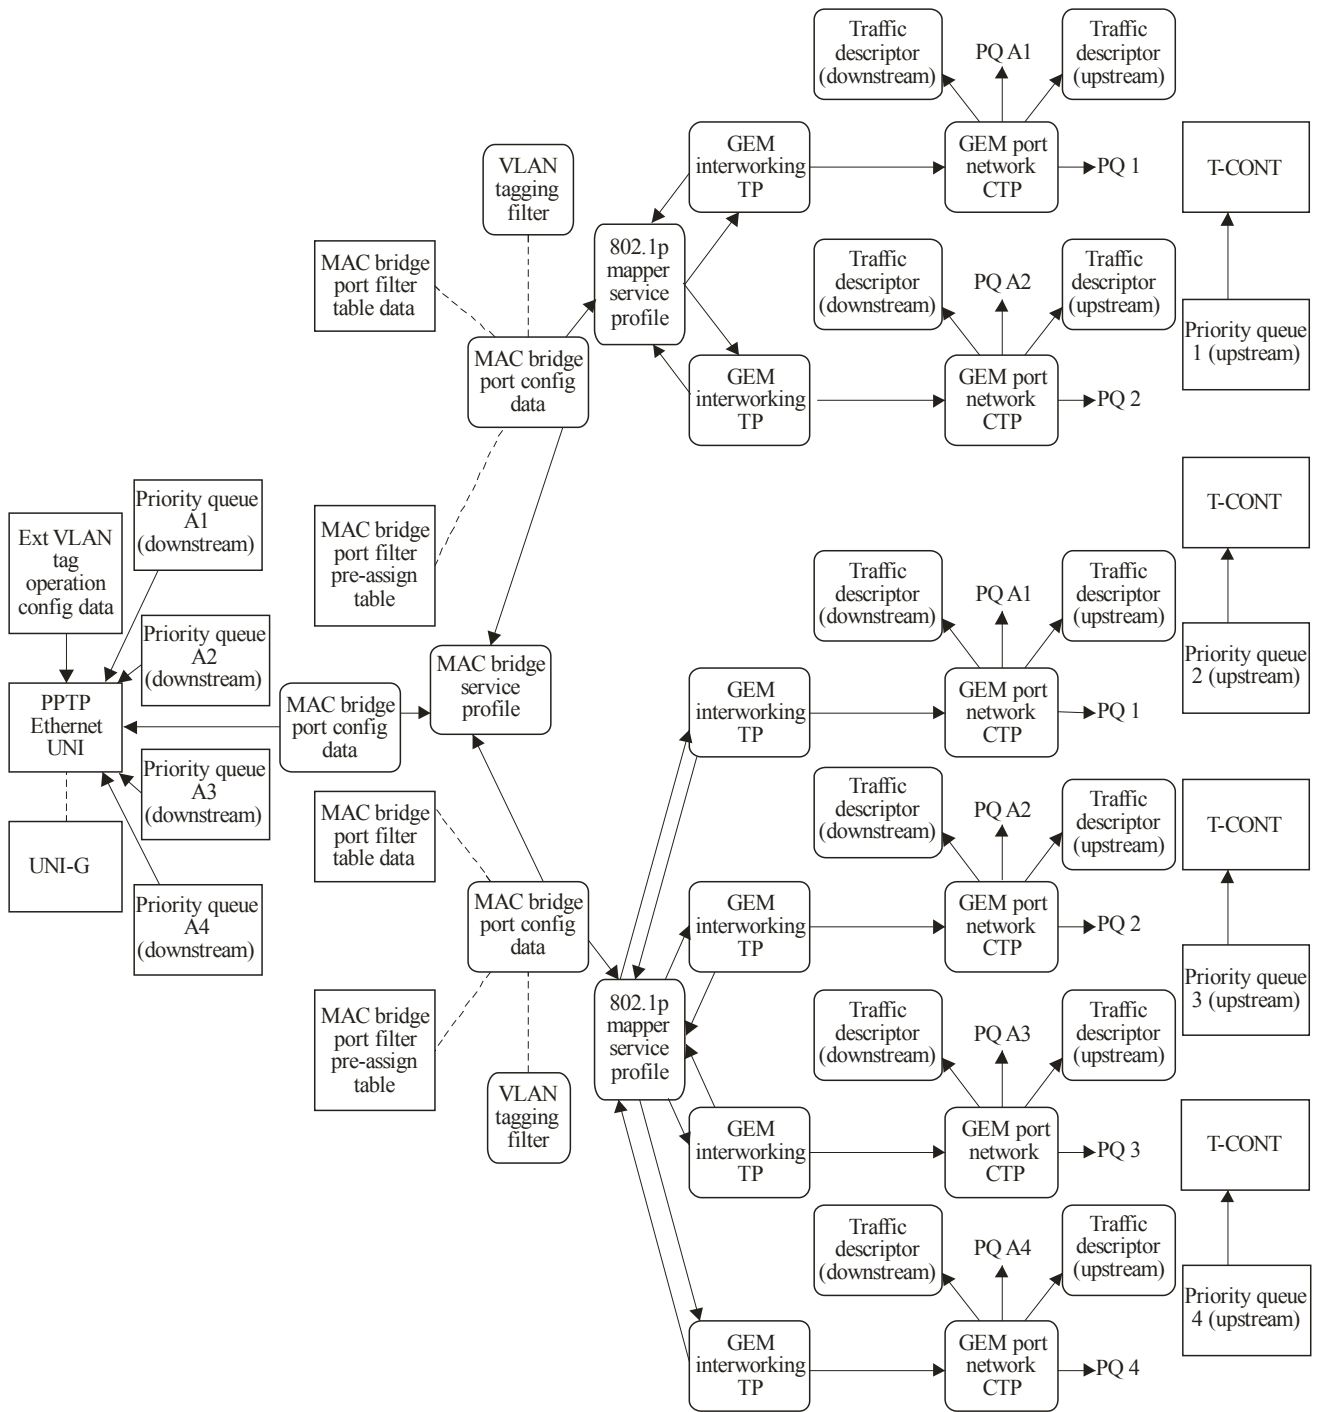 Traffic
descriptor
(downstream)
PQ A1
Traffic
descriptor
(upstream)
GEM
interworking
TP
GEM port
network
CTP
PQ 1
T-CONT
VLAN
tagging
filter
802.1p
mapper
service
profile
MAC bridge
port filter
table data
Traffic
descriptor
(downstream)
PQ A2
Traffic
descriptor
(upstream)
Priority queue
1 (upstream)
MAC bridge
port config
data
GEM
interworking
TP
GEM port
network
CTP
PQ 2
T-CONT
Priority queue
A1
(downstream)
Ext VLAN
tag
operation
config data
MAC bridge
port filter
pre-assign
table
Traffic
descriptor
(downstream)
PQ A1
Traffic
descriptor
(upstream)
Priority queue
A2
(downstream)
Priority queue
2 (upstream)
MAC bridge
service
profile
PPTP
Ethernet
UNI
MAC bridge
port config
data
GEM
interworking
TP
GEM port
network
CTP
PQ 1
Priority queue
A3
(downstream)
MAC bridge
port filter
table data
Traffic
descriptor
(downstream)
PQ A2
Traffic
descriptor
(upstream)
T-CONT
UNI-G
Priority queue
A4
(downstream)
MAC bridge
port config
data
GEM
interworking
TP
GEM port
network
CTP
PQ 2
Priority queue
3 (upstream)
MAC bridge
port filter
pre-assign
table
802.1p
mapper
service
profile
Traffic
descriptor
(downstream)
PQ A3
Traffic
descriptor
(upstream)
VLAN
tagging
filter
GEM
interworking
TP
GEM port
network
CTP
PQ 3
T-CONT
Traffic
descriptor
(downstream)
PQ A4
Traffic
descriptor
(upstream)
Priority queue
4 (upstream)
GEM
interworking
TP
GEM port
network
CTP
PQ 4